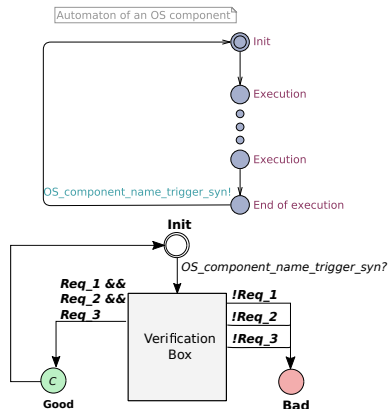 Automaton of an OS component
Init
Execution
Execution
OS_component_name_trigger_syn!
End of execution
Init
OS_component_name_trigger_syn?
Req_1 &&
Req_2 &&
Req_3
!Req_1
!Req_2
!Req_3
Verification
Box
C
Good
Bad